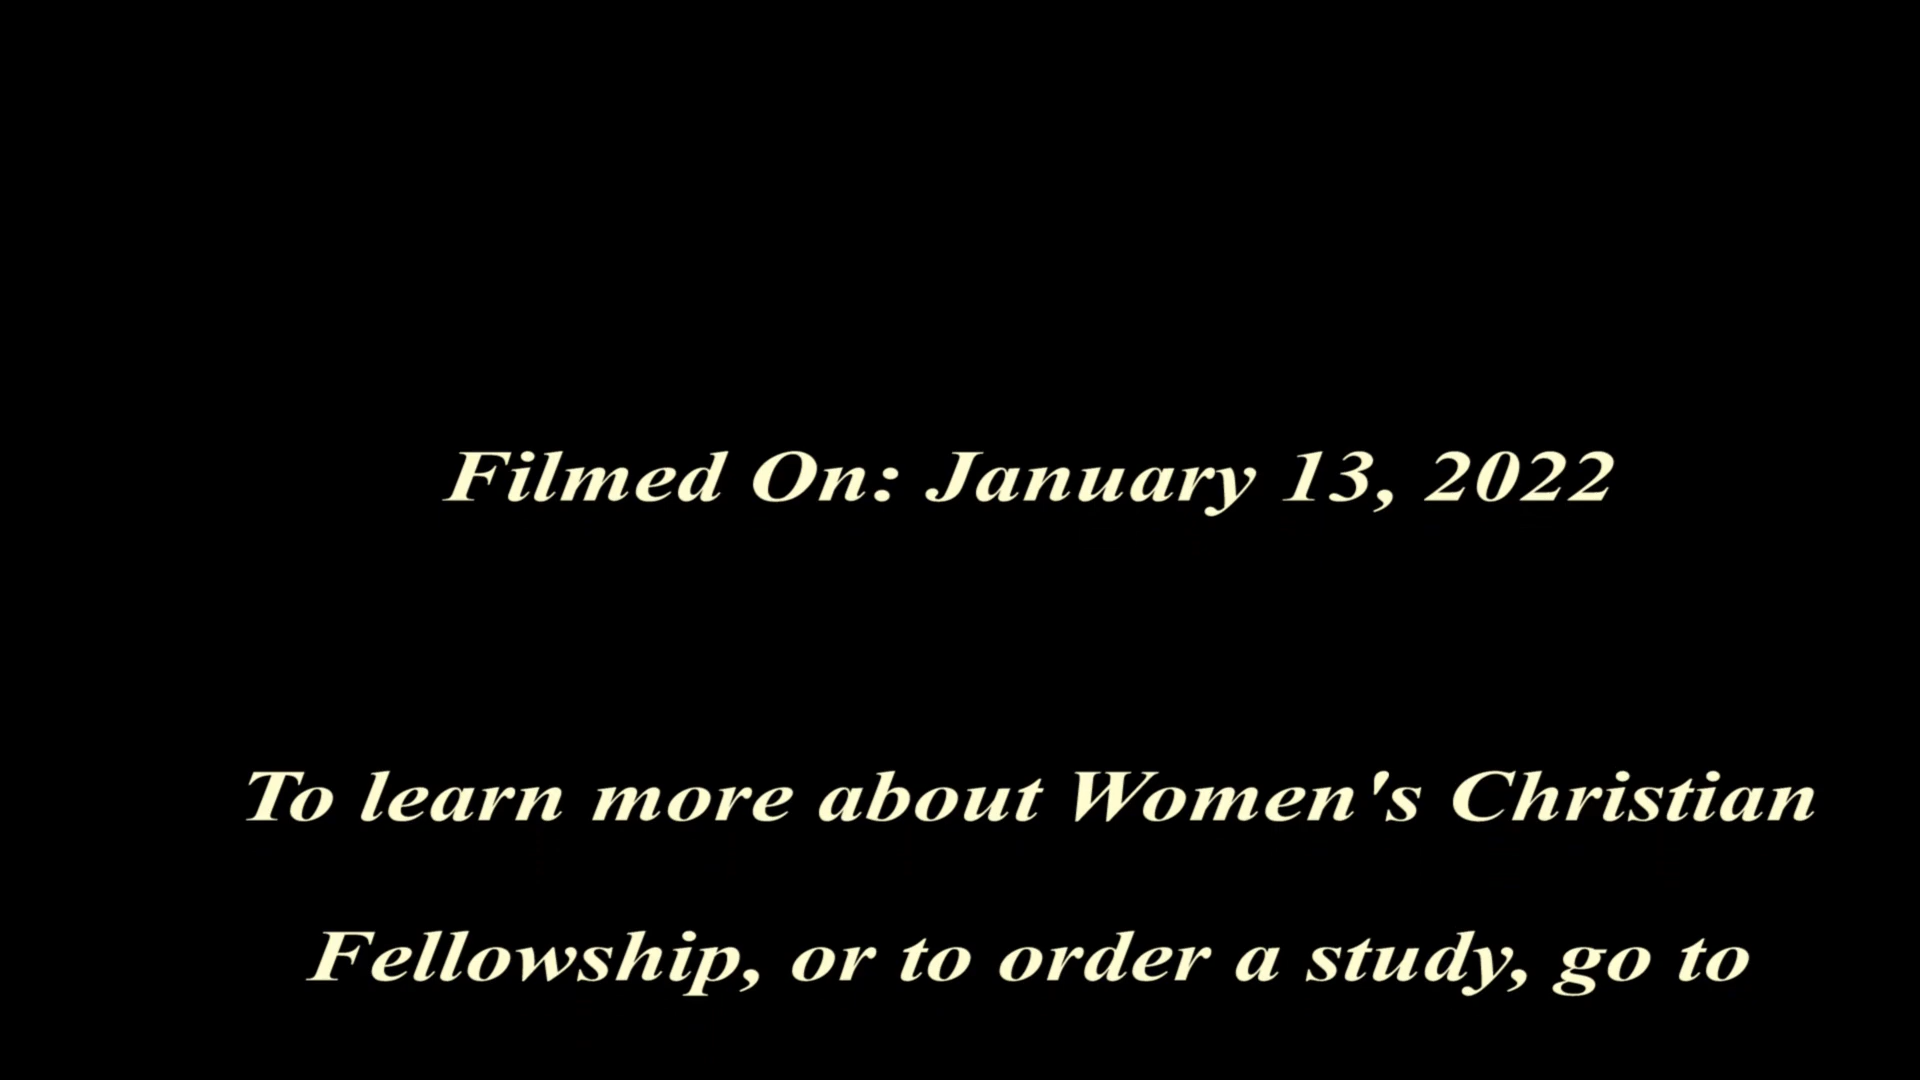 Filmed On: January 13, 2022
To learn more about Women's Christian
Fellowship, or to order a study, go to